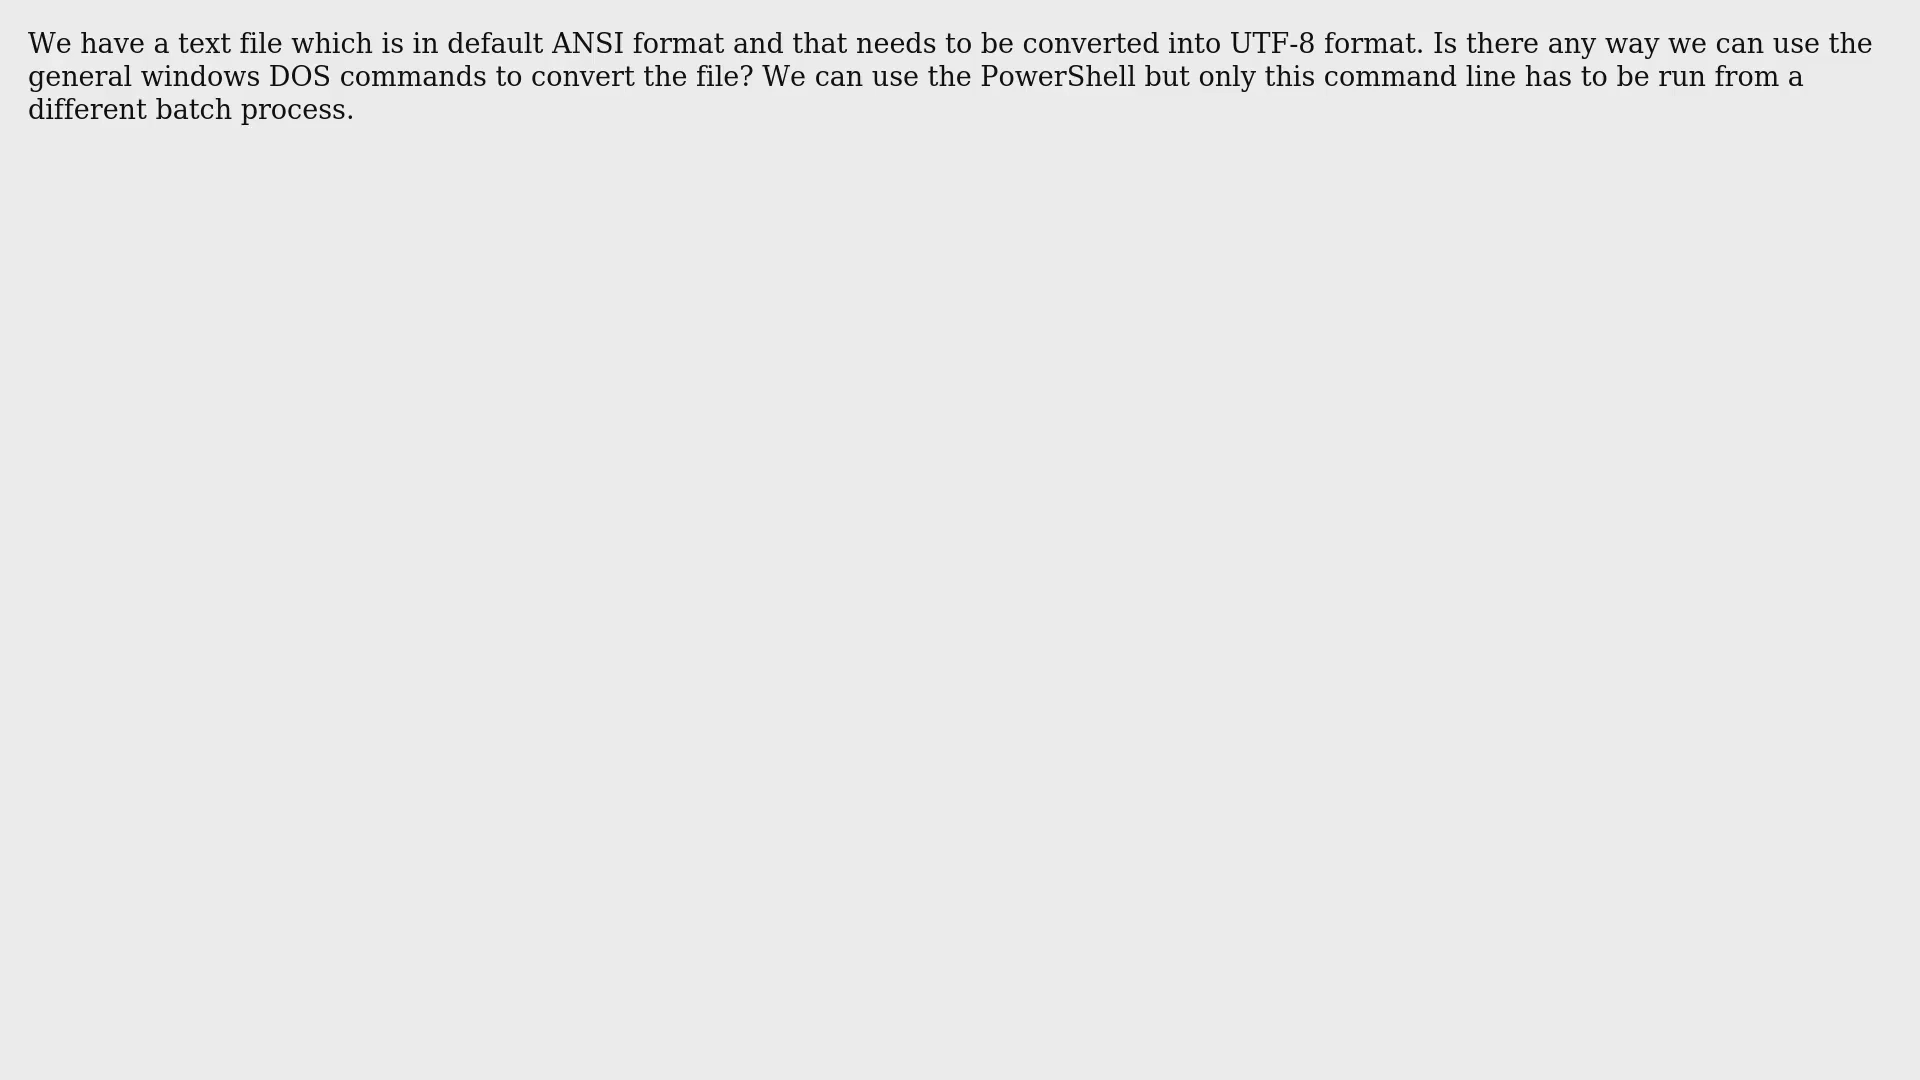 We have a text file which is in default ANSI format and that needs to be converted into UTF-8 format. Is there any way we can use the
general windows DOS commands to convert the file? We can use the PowerShell but only this command line has to be run from a
different batch process.